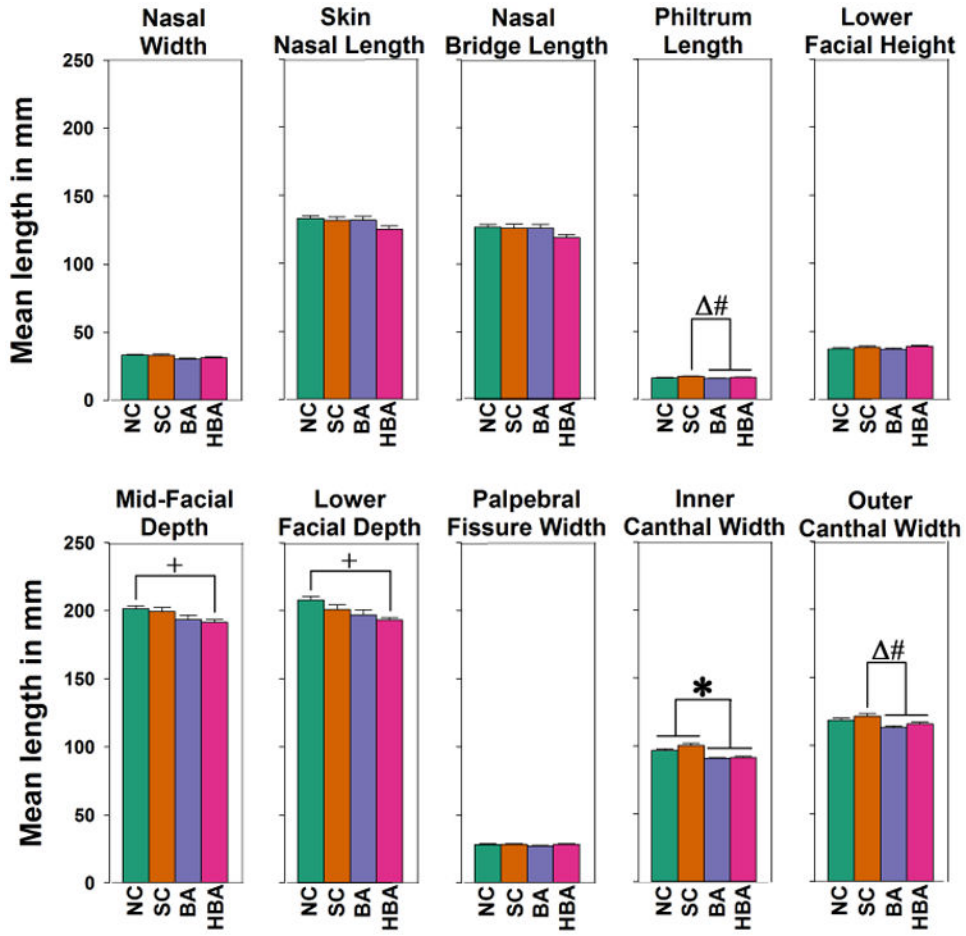 Nasal Width
Skin Nasal Length
Nasal Bridge Length
Philtrum Length
Lower Facial Height
Mean length in mm
250
200
150
100
50
0
Δ#
NC SC BA HBA
NC SC BA HBA
NC SC BA HBA
NC SC BA HBA
NC SC BA HBA
Mid-Facial Depth
Lower Facial Depth
Palpebral Fissure Width
Inner Canthal Width
Outer Canthal Width
Mean length in mm
250
200
150
100
50
0
+
+
*
Δ#
NC SC BA HBA
NC SC BA HBA
NC SC BA HBA
NC SC BA HBA
NC SC BA HBA